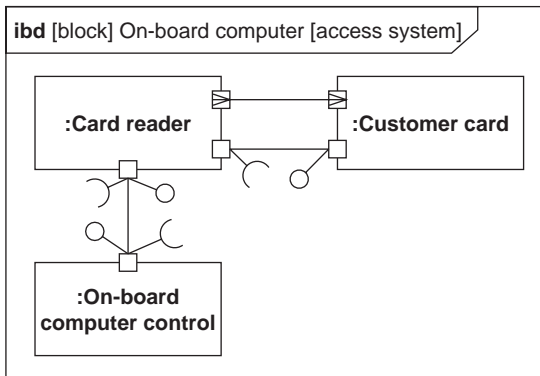 ibd [block] On-board computer [access system]
:Card reader
:Customer card
:On-board
computer control